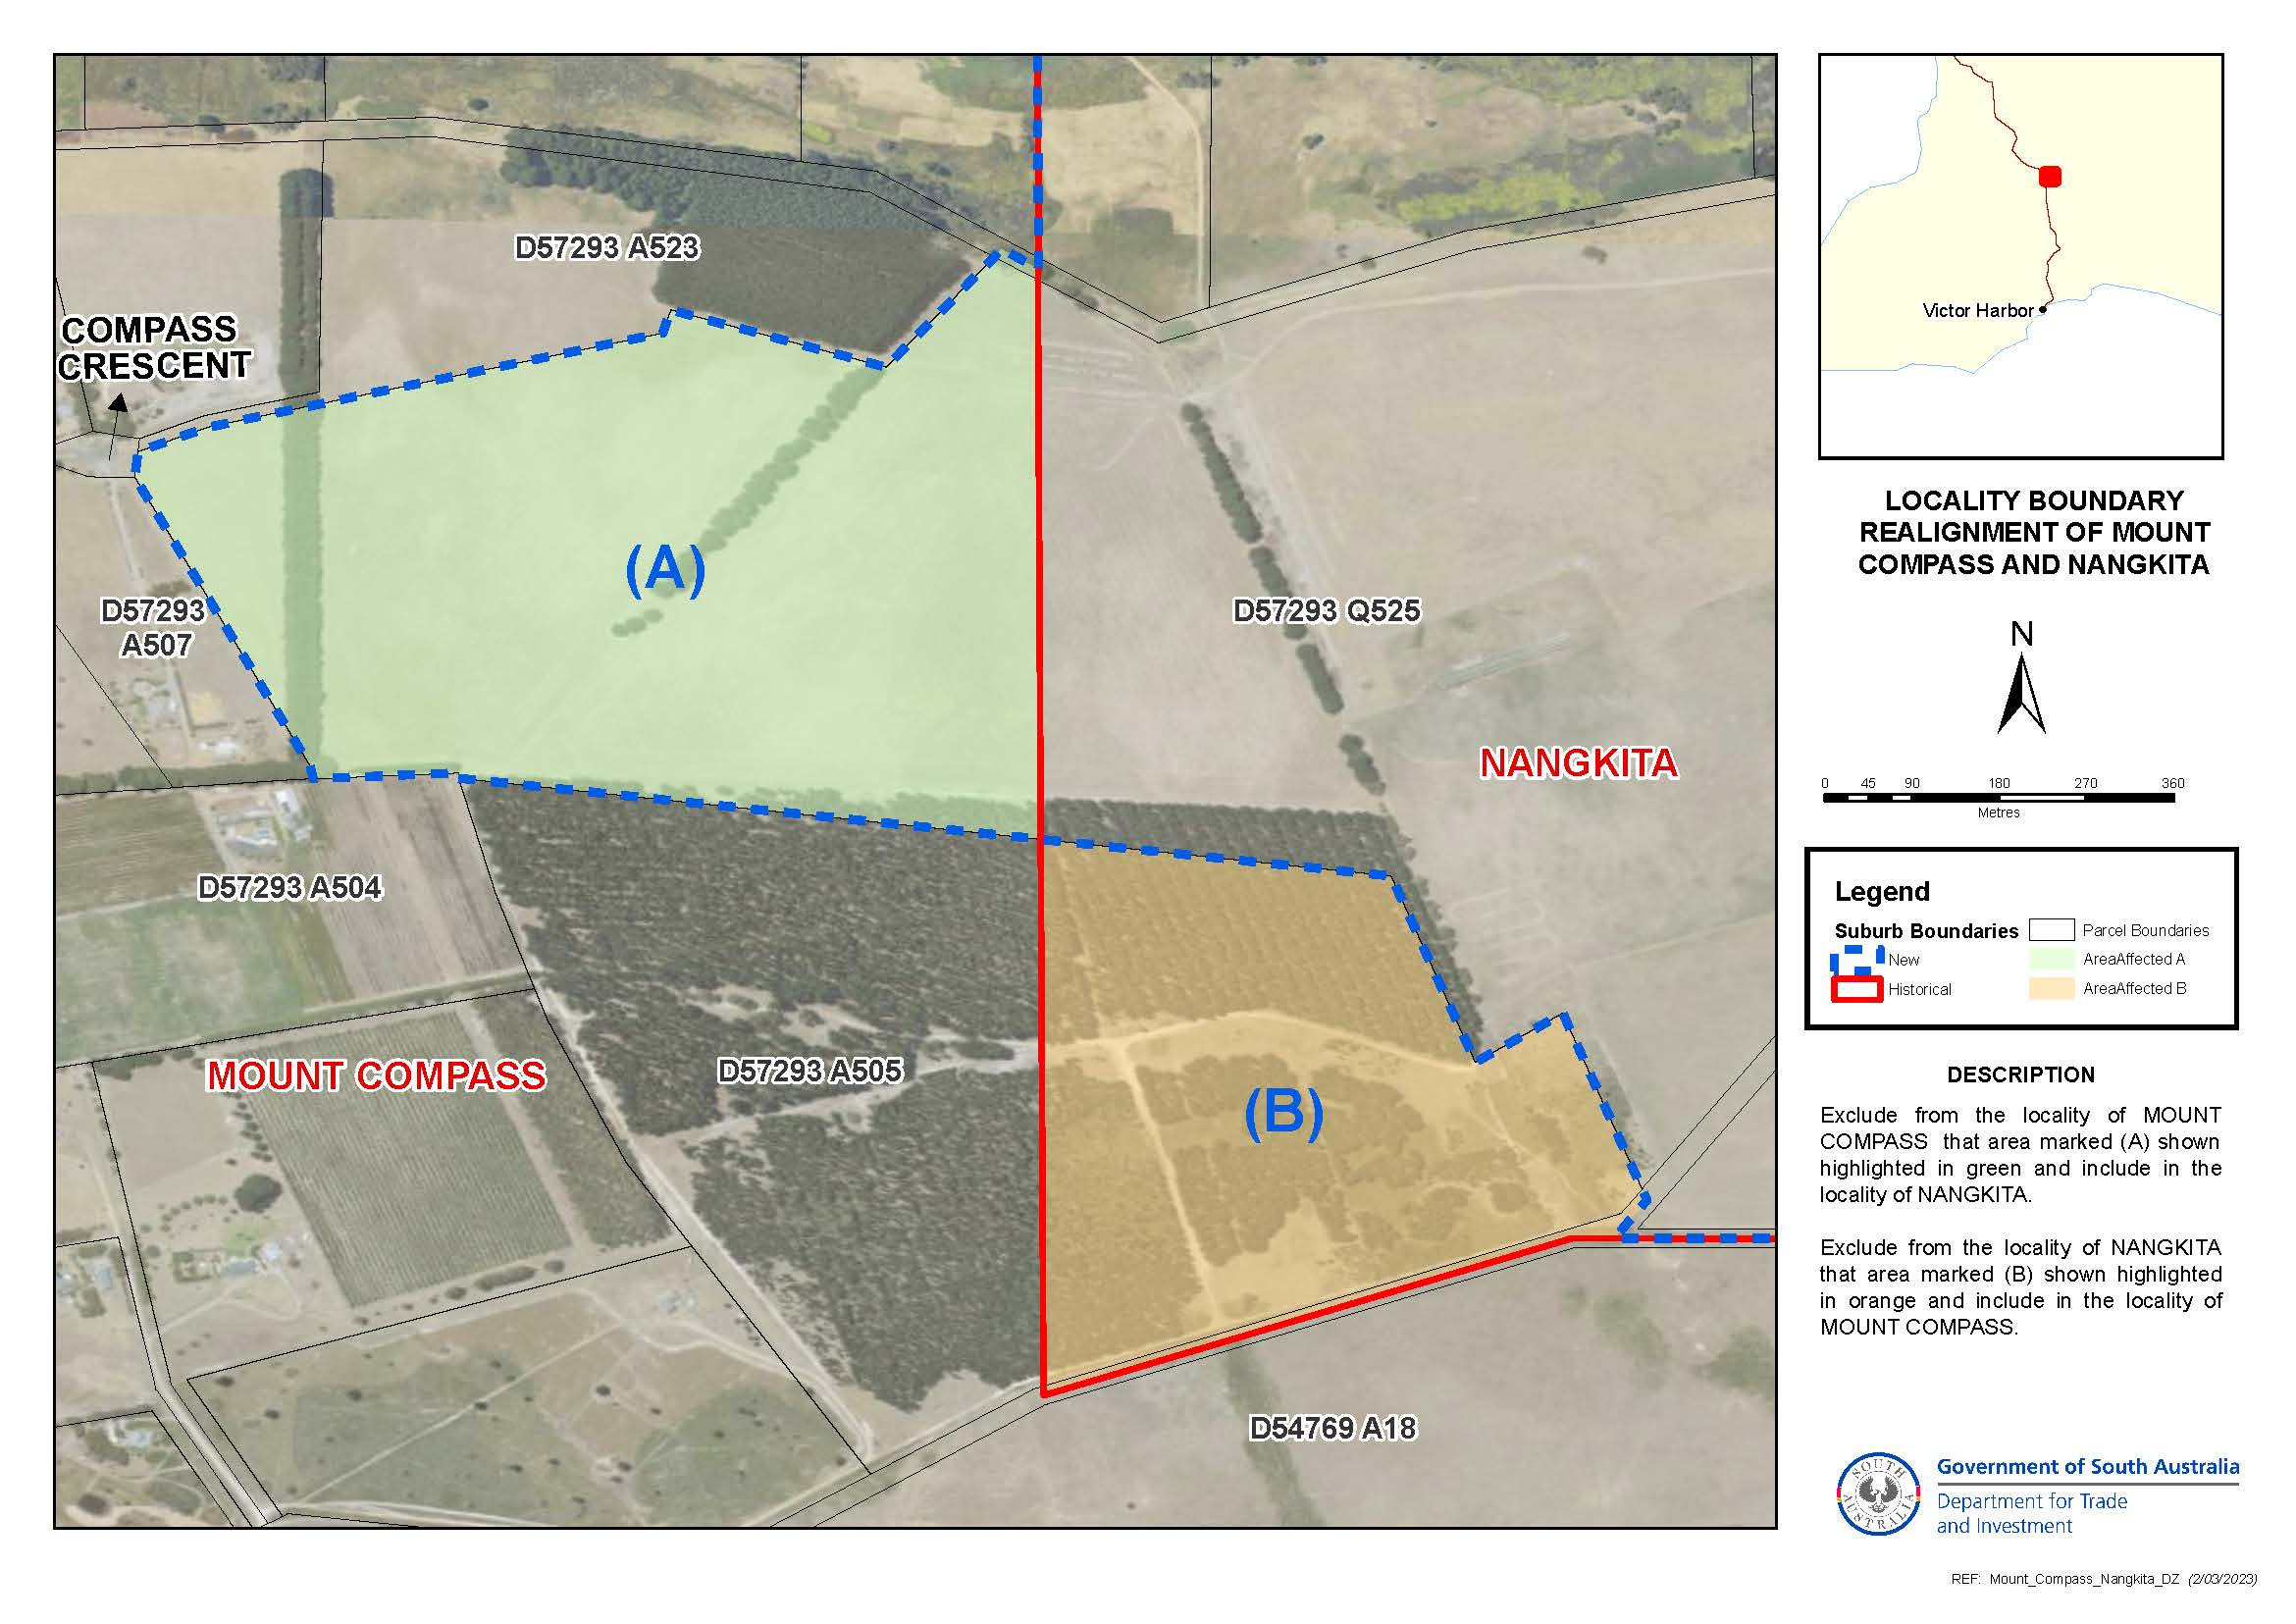 D57293 A523
COMPASS
CRESCENT
(A)
D57293
A507
D57293 Q525
NANGKITA
D57293 A504
MOUNT COMPASS
D57293 A505
(B)
D54769 A18
Victor Harbor
LOCALITY BOUNDARY
REALIGNMENT OF MOUNT
COMPASS AND NANGKITA
N
0 45 90 180 270 360
Metres
Legend
Suburb Boundaries
New
Historical
Parcel Boundaries
AreaAffected A
AreaAffected B
DESCRIPTION
Exclude from the locality of MOUNT
COMPASS that area marked (A) shown
highlighted in green and include in the
locality of NANGKITA.
Exclude from the locality of NANGKITA
that area marked (B) shown highlighted
in orange and include in the locality of
MOUNT COMPASS.
SOUTH
AUSTRALIA
Government of South Australia
Department for Trade
and Investment
REF: Mount_Compass_Nangkita_DZ (2/03/2023)